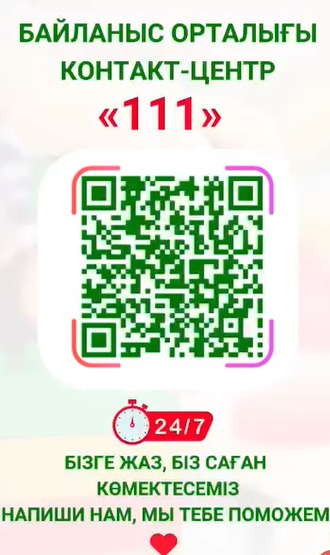 БАЙЛАНЫС ОРТАЛЫҒЫ
КОНТАКТ-ЦЕНТР
«111»
24/7
БІЗГЕ ЖАЗ, БІЗ САҒАН
КӨМЕКТЕСЕМІЗ
НАПИШИ НАМ, МЫ ТЕБЕ ПОМОЖЕМ